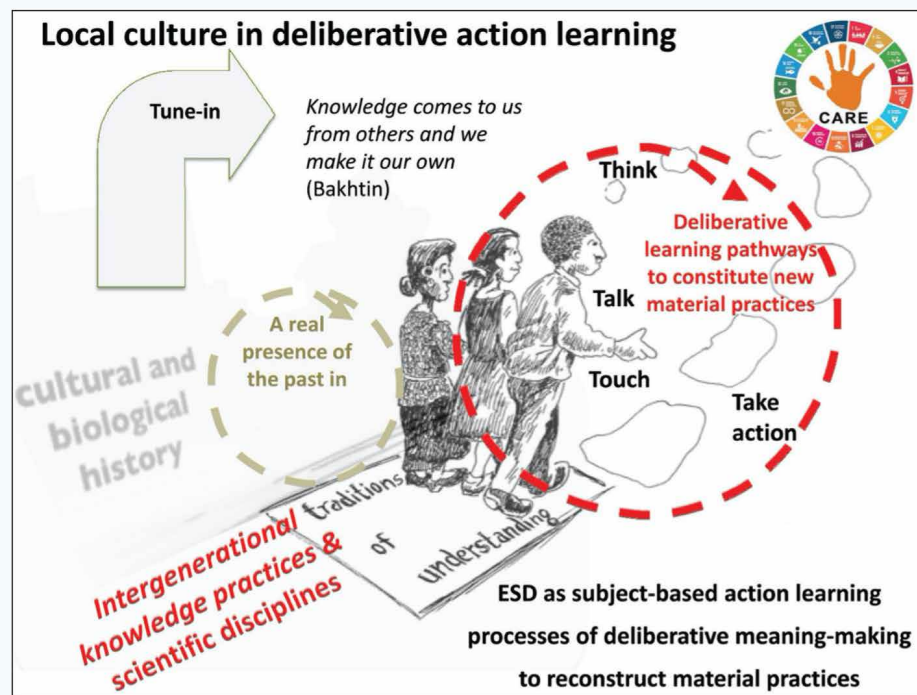 Local culture in deliberative action learning
Tune-in
Knowledge comes to us
from others and we
make it our own
(Bakhtin)
CARE
Think
Deliberative
learning pathways
to constitute new
material practices
Talk
Touch
Take
action
A real
presence of
the past in
cultural and
biological
history
traditions
of
understanding
Intergenerational
knowledge practices &
scientific disciplines
ESD as subject-based action learning
processes of deliberative meaning-making
to reconstruct material practices